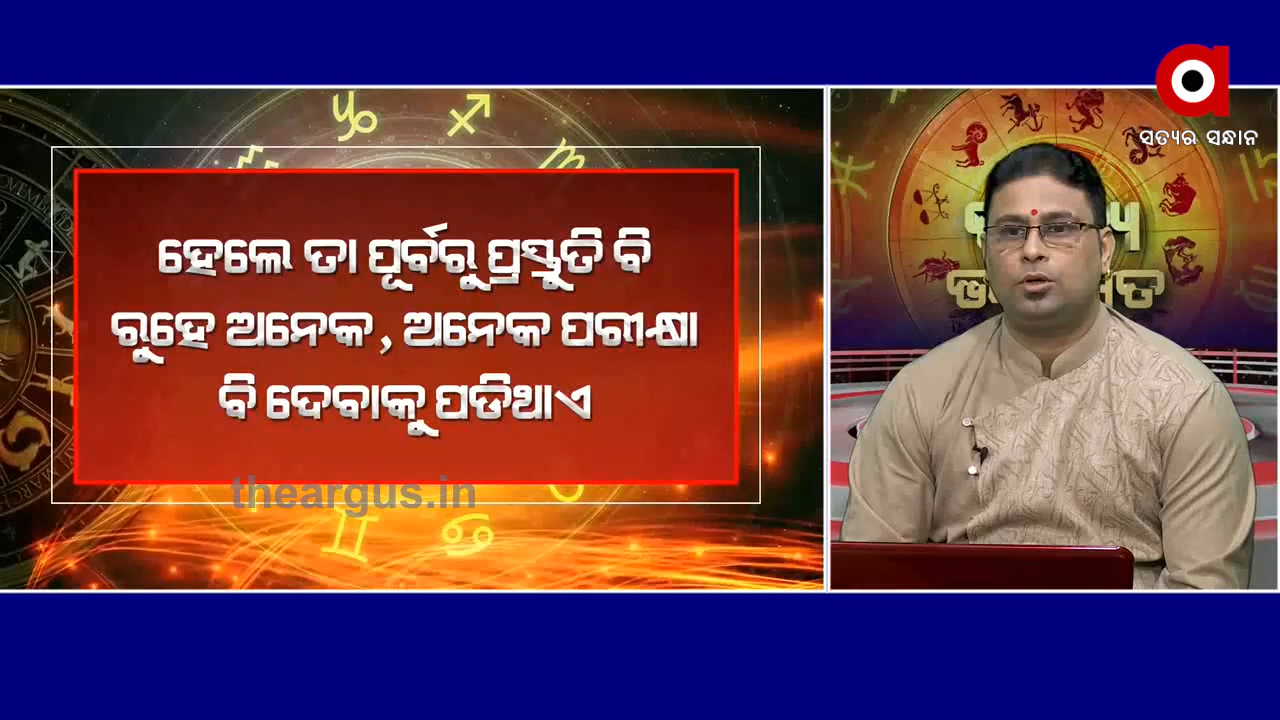 ସତ୍ୟର ସନ୍ଧାନ
ହେଲେ ତା ପୂର୍ବରୁ ପ୍ରସ୍ତୁତି ବି
ରୁହେ ଅନେକ, ଅନେକ ପରୀକ୍ଷା
ବି ଦେବାକୁ ପଡିଥାଏ
theargus.in